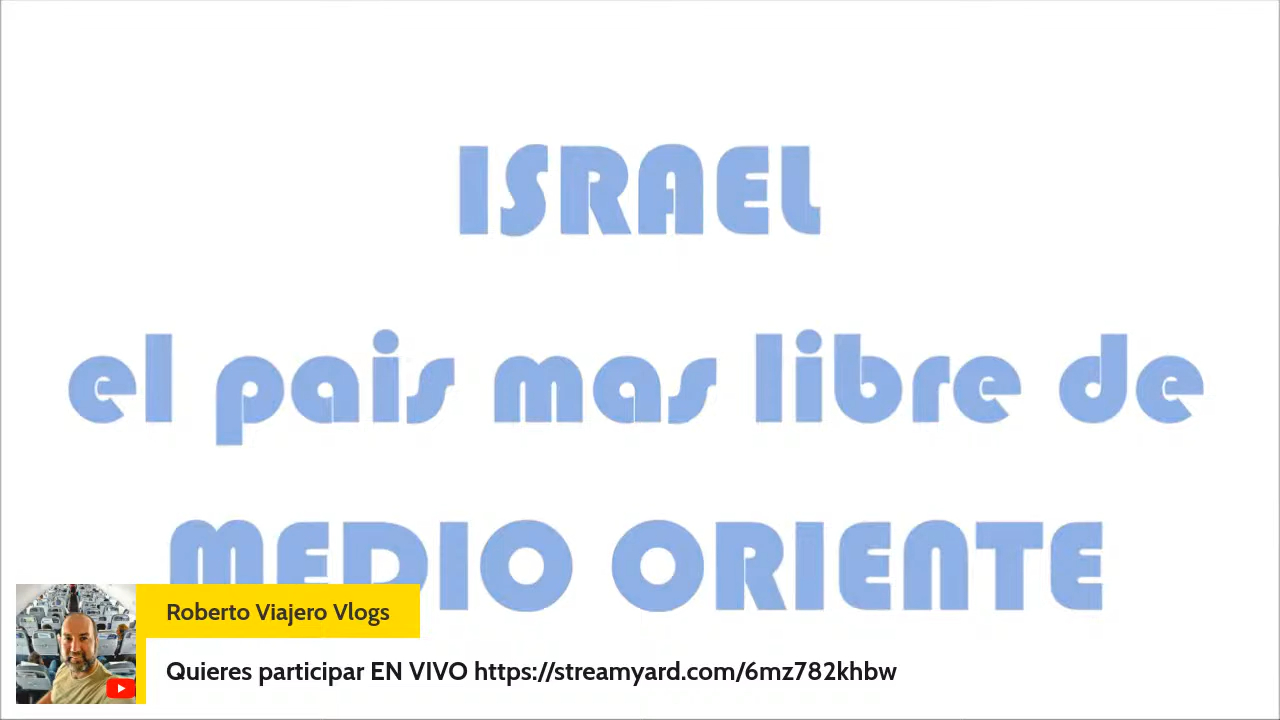 ISRAEL
el pais mas libre de
MEDIO ORIENTE
Roberto Viajero Vlogs
Quieres participar EN VIVO https://streamyard.com/6mz782khbw